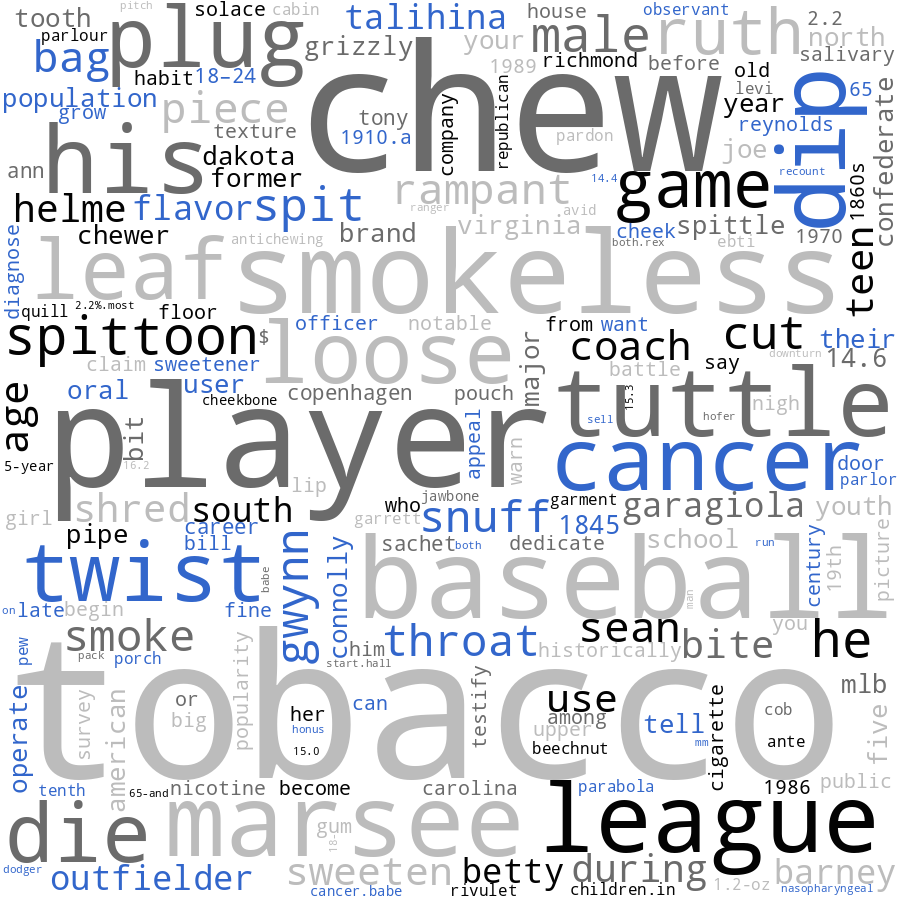 pitch
tooth
plug
solace
talihina
cabin
house
observant
2.2
parlour
grizzly
your
male
ruth
north
bag
habit
18–24
1989
richmond
before
salivary
population
grow
piece
tony
chew
old
levi
dip
65
texture
1910.a
company
republican
pardon
year
reynolds
confederate
ann
his
dakota
joe
former
rampant
14.4
game
recount
1860s
helme
flavor
spit
ranger
avid
chewer
antichewing
brand
virginia
cheek
spittle
1970
both.rex
ebti
diagnose
leaf
smokeless
teen
quill
2.2%.most
floor
spittoon
$
officer
notable
from
want
cut
their
claim
sweetener
loose
major
coach
say
downturn
14.6
battle
age
oral
user
cheekbone
copenhagen
pouch
tuttle
15.3
sell
hofer
nigh
player
bit
16.2
5-year
appeal
warn
cancer
door
parlor
lip
girl
shred
south
who
jawbone
garment
garagiola
youth
garrett
snuff
1845
pipe
career
bill
sachet
both
dedicate
school
run
century
19th
picture
twist
babe
gwynn
connolly
baseball
man
on
late
begin
fine
you
pew
smoke
pack
porch
him
start.hall
throat
historically
sean
bite
he
tobacco
operate
survey
american
or
big
popularity
her
honus
15.0
can
testify
use
among
upper
beechnut
tell
mm
cigarette
cob
ante
mlb
five
tenth
65-and
nicotine
become
carolina
parabola
1986
public
die
marsee
gum
18-
league
dodger
outfielder
sweeten
betty
during
1.2-oz
barney
cancer.babe
rivulet
children.in
nasopharyngeal